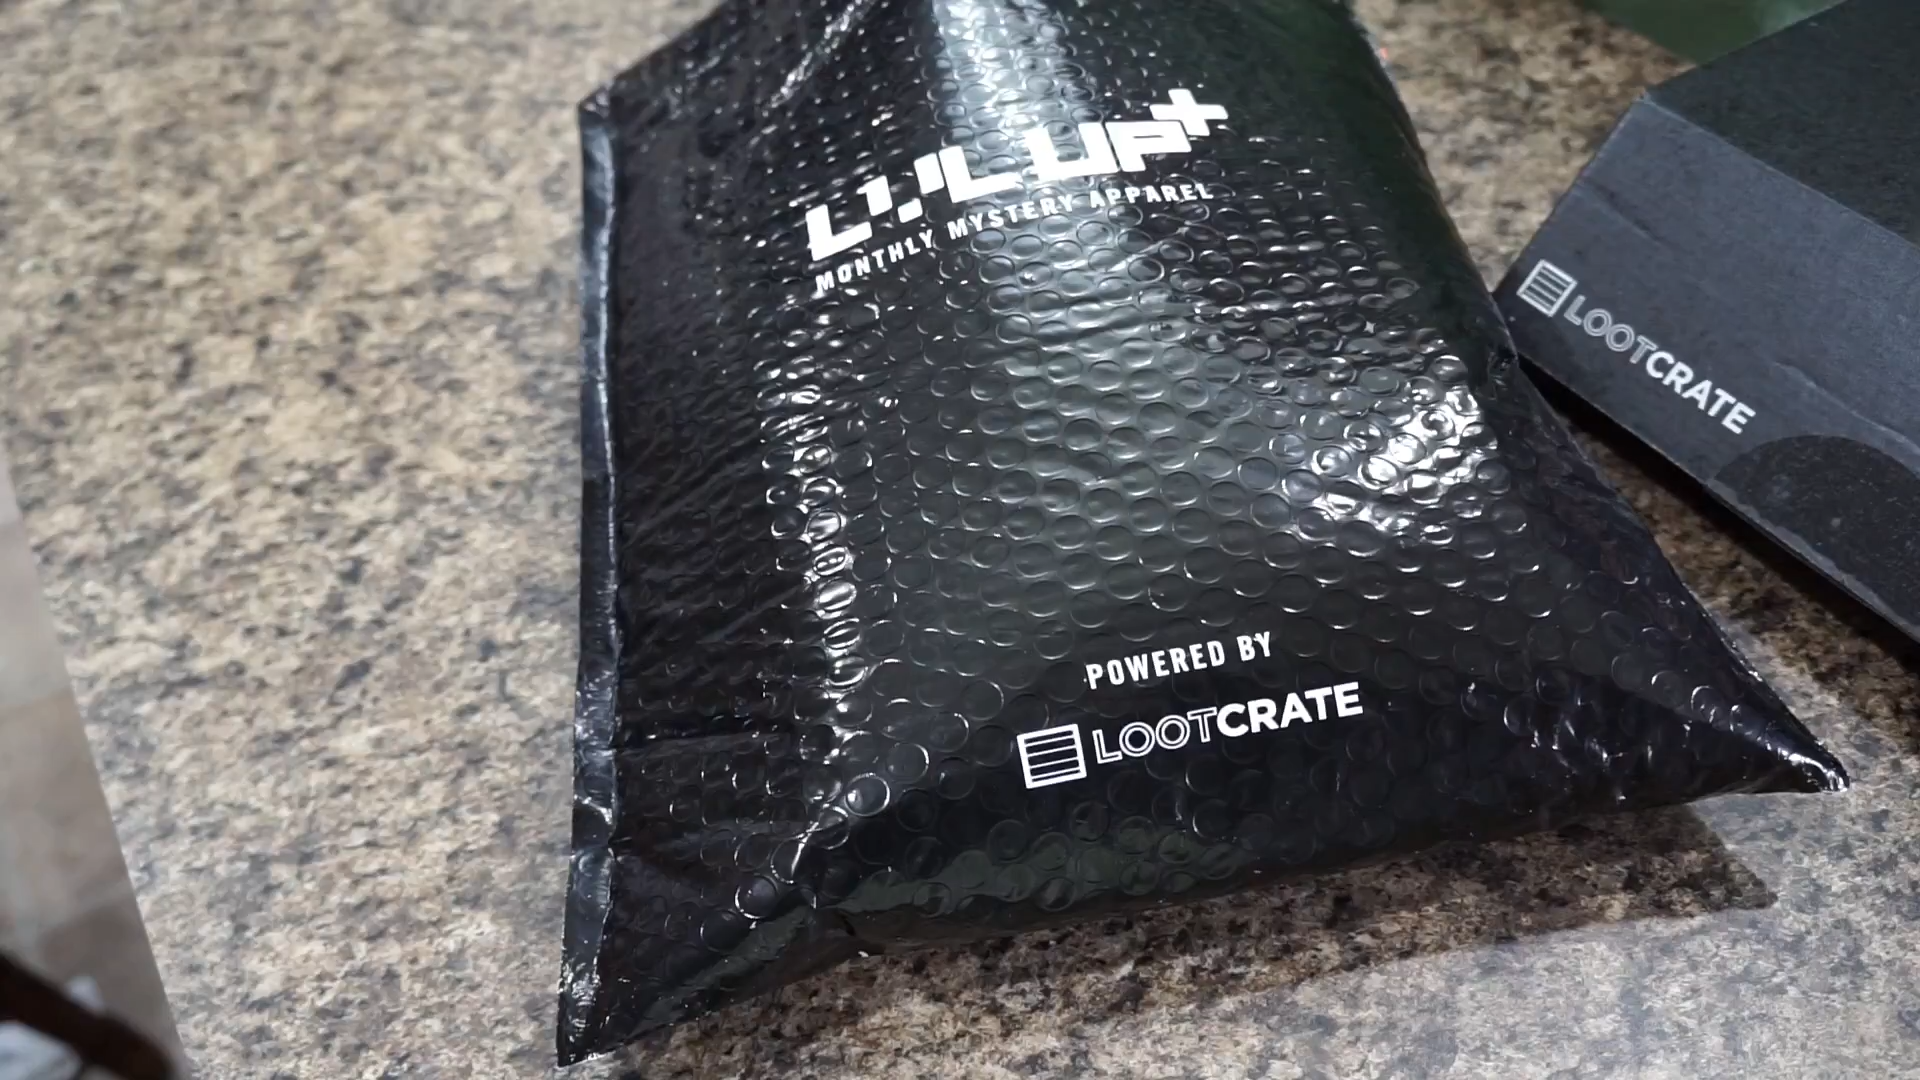 LVL UP+
MONTHLY MYSTERY APPAREL
POWERED BY
LOOTCRATE
LOOTCRATE